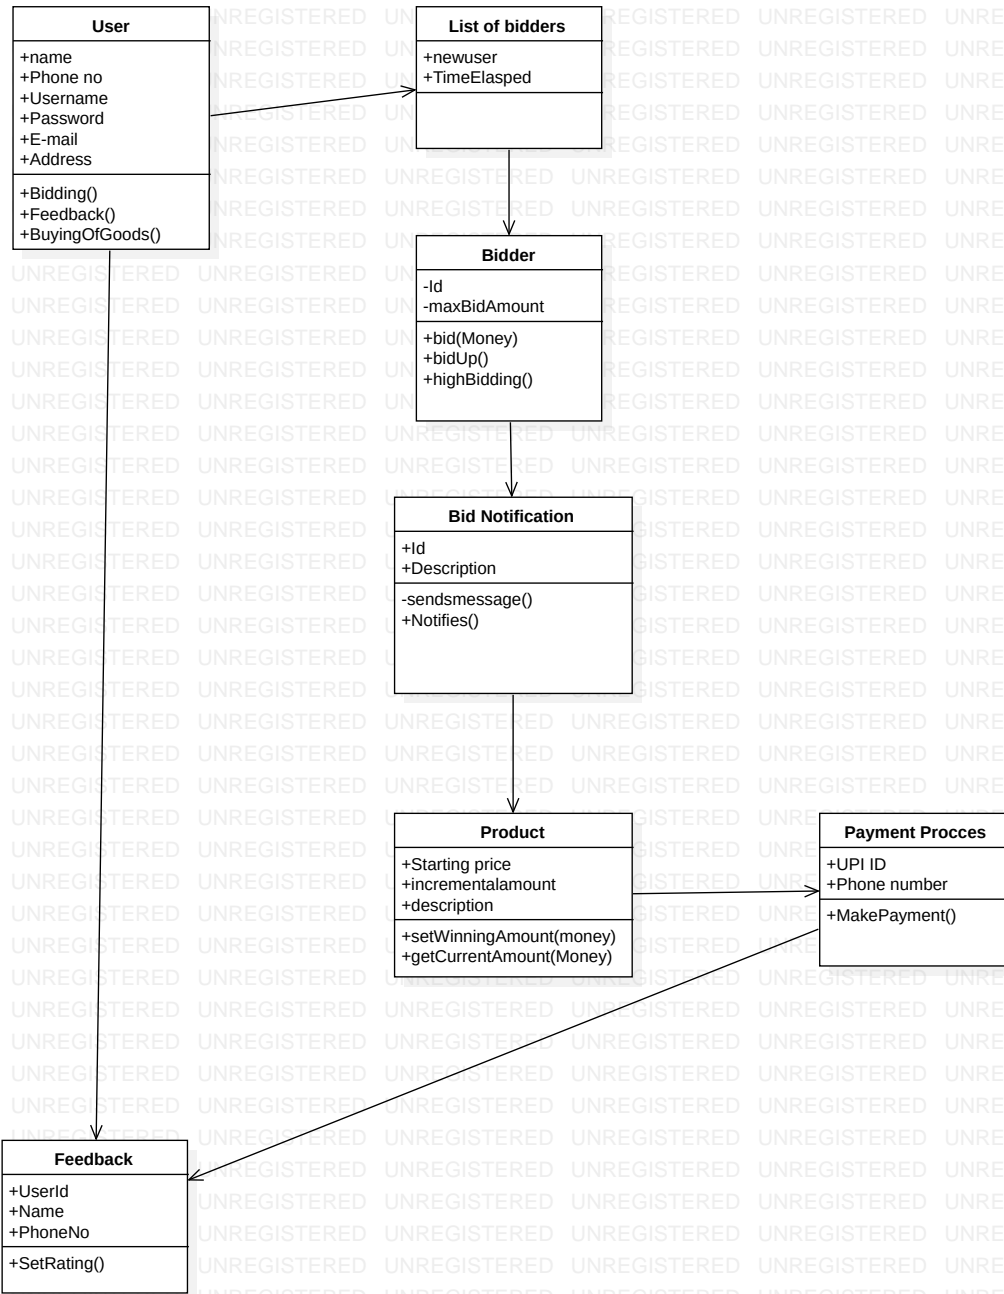 User
+name
+Phone no
+Username
+Password
+E-mail
+Address
+Bidding()
+Feedback()
+BuyingOfGoods()
List of bidders
+newuser
+TimeElasped
Bidder
-Id
-maxBidAmount
+bid(Money)
+bidUp()
+highBidding()
Bid Notification
+Id
+Description
-sendsmessage()
+Notifies()
Product
+Starting price
+incrementalamount
+description
+setWinningAmount(money)
+getCurrentAmount(Money)
Payment Procces
+UPI ID
+Phone number
+MakePayment()
Feedback
+UserId
+Name
+PhoneNo
+SetRating()
UNREGISTERED